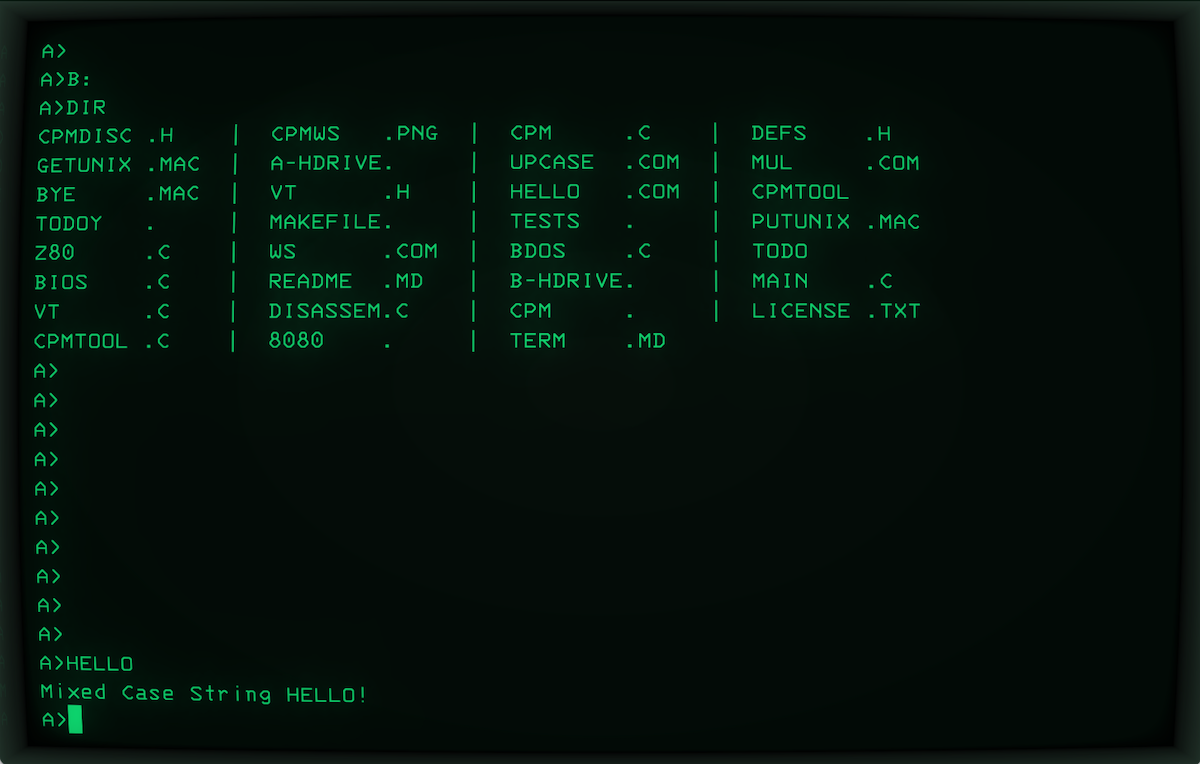 A>
A>B:
A>DIR
CPMDISC .H   |  CPMWS   .PNG  |  CPM     .C   |  DEFS    .H
GETUNIX .MAC  |  A-HDRIVE.     |  UPCASE  .COM  |  MUL     .COM
BYE     .MAC  |  VT      .H    |  HELLO   .COM  |  CPMTOOL
TODOY   .     |  MAKEFILE.     |  TESTS   .     |  PUTUNIX .MAC
Z80     .C    |  WS      .COM  |  BDOS    .C    |  TODO
BIOS    .C    |  README  .MD   |  B-HDRIVE.     |  MAIN    .C
VT      .C    |  DISASSEM.C    |  CPM     .     |  LICENSE .TXT
CPMTOOL .C    |  8080    .     |  TERM    .MD
A>
A>
A>
A>
A>
A>
A>
A>
A>
A>
A>HELLO
Mixed Case String HELLO!
A>